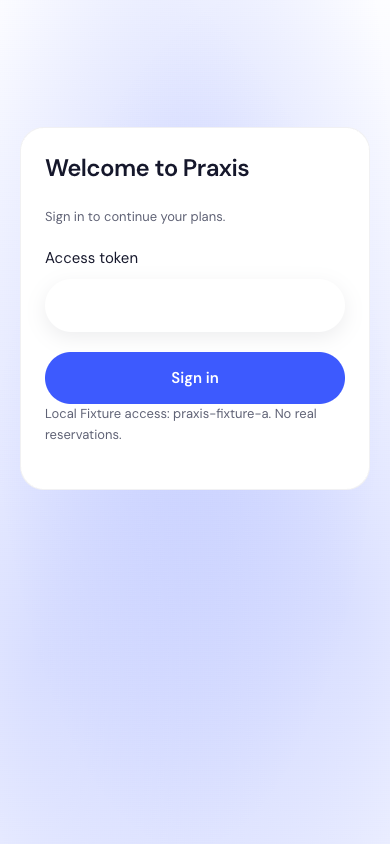 Welcome to Praxis
Sign in to continue your plans.
Access token
Sign in
Local Fixture access: praxis-fixture-a. No real
reservations.